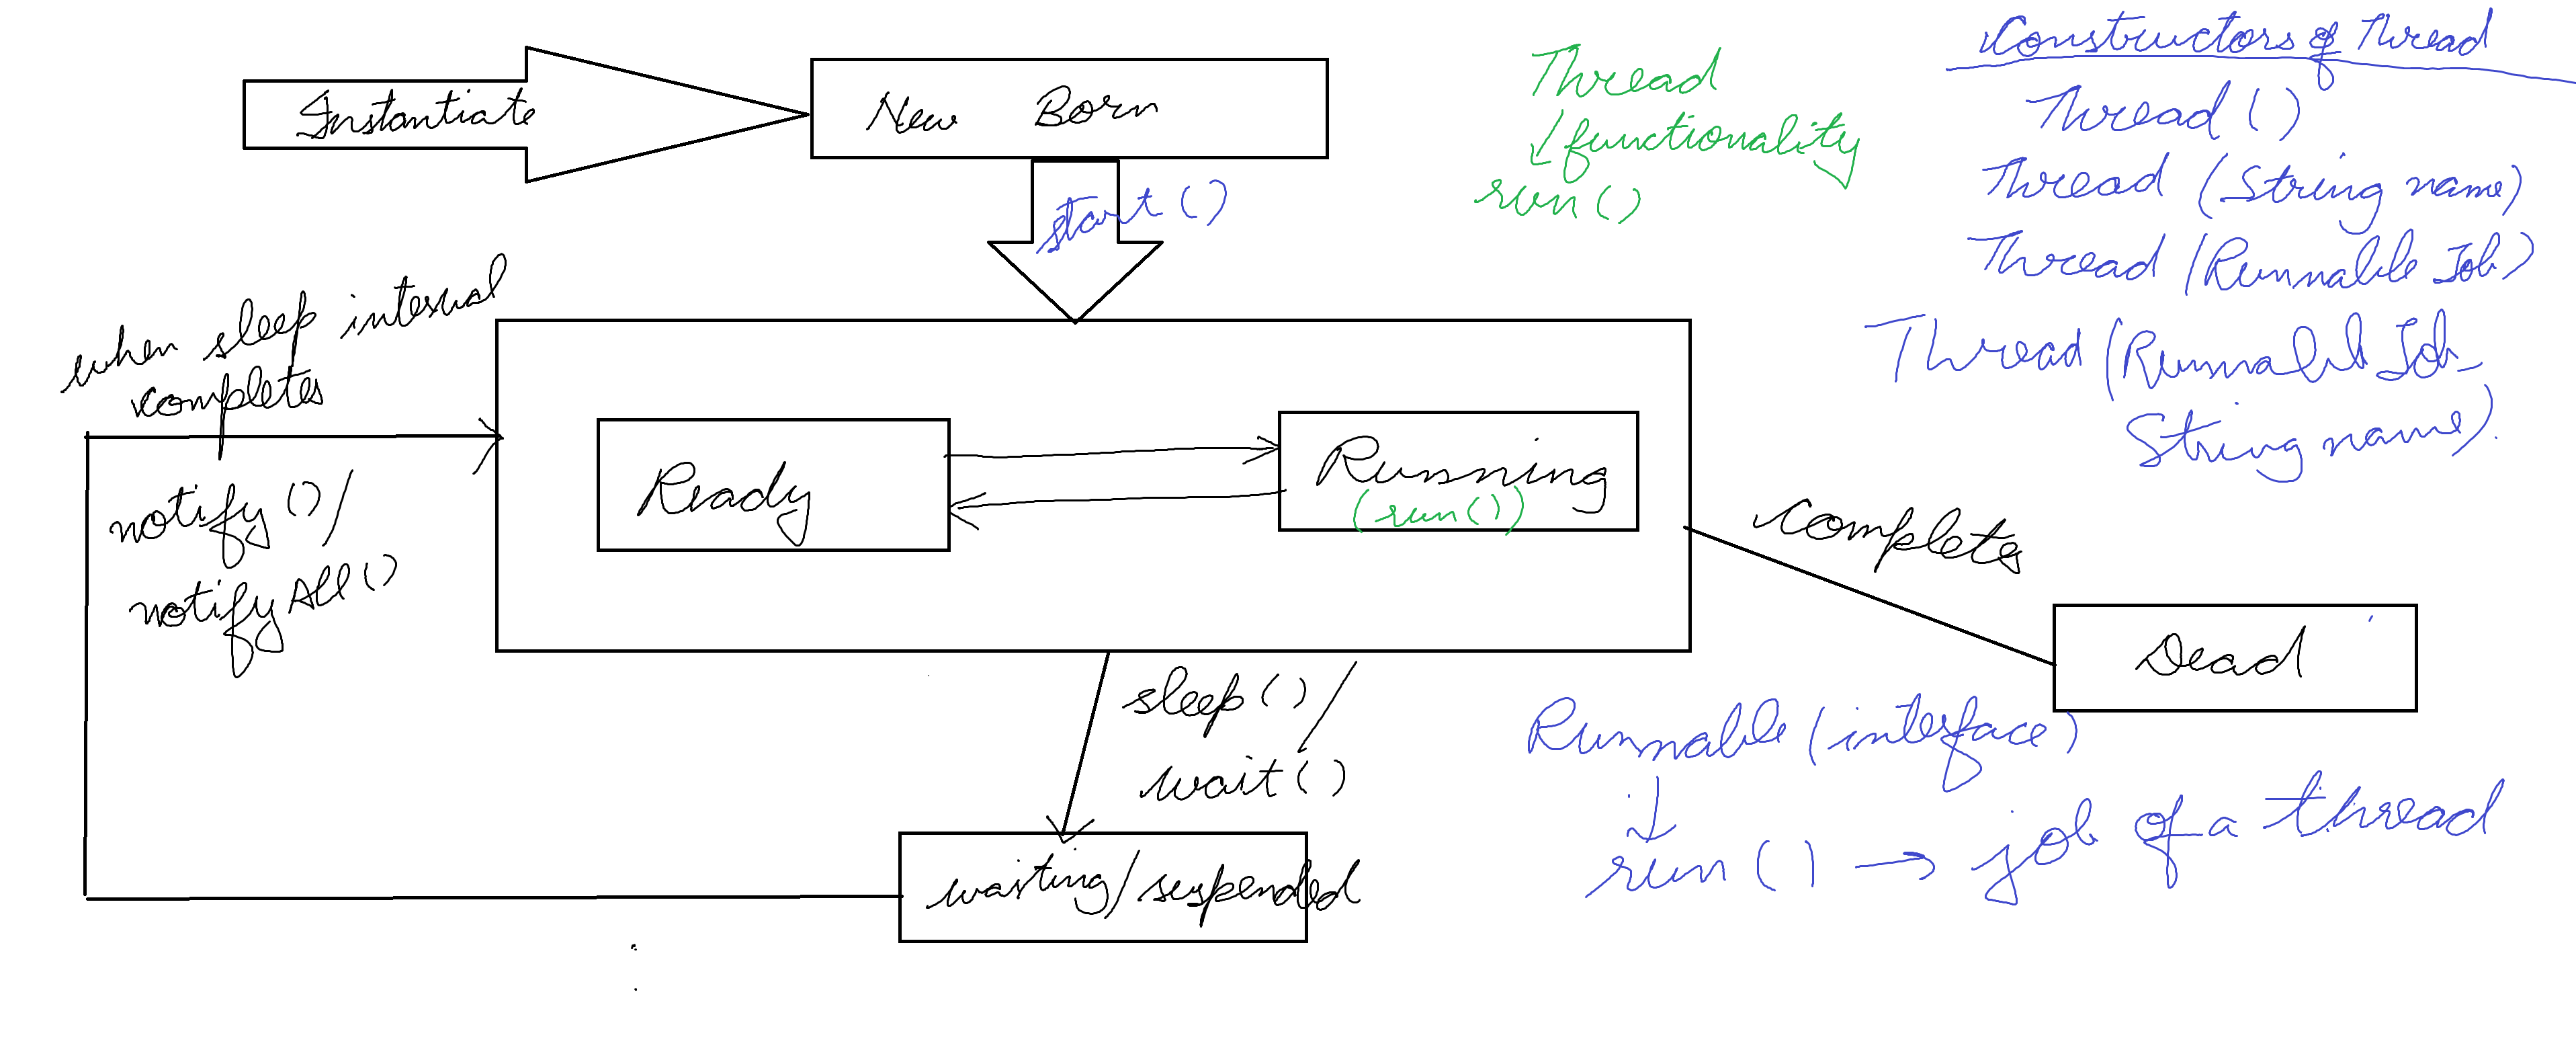 Instantiate
New Born
start()
Thread
functionality
run()
Constructors of Thread
Thread ()
Thread (String name)
Thread (Runnable Job)
Thread (Runnable Job,
String name).
when sleep interval
completes
notify()/
notifyAll()
Ready
Running
(run())
completes
Dead
sleep()/
wait()
waiting/suspended
Runnable (interface)
run() → job of a thread